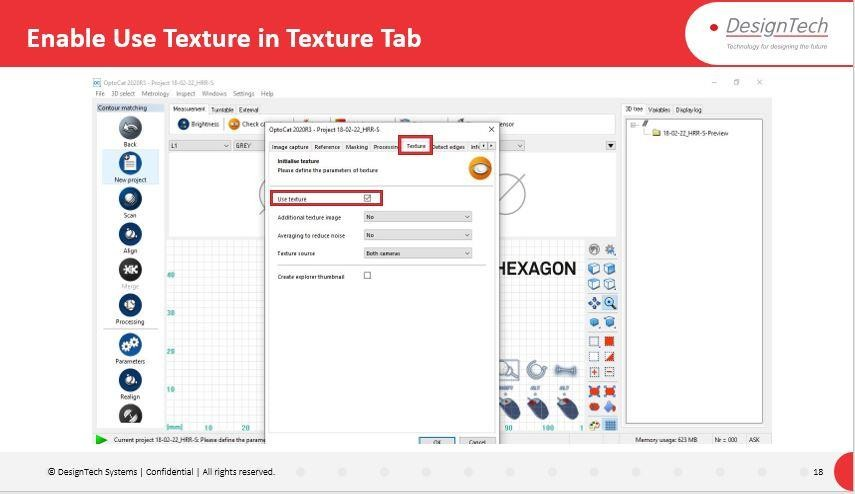 Enable Use Texture in Texture Tab
DesignTech
Technology for designing the future
OptoCat 2020R3 - Project 18-02-22_HRR-S
File 3D select Metrology Inspect Windows Settings Help
Contour matching
Measurement Turntable External
Brightness Check
L1 GREY
Back
New project
Scan
Align
Merge
Processing
Parameters
Realign
OptoCat 2020R3 - Project 18-02-22_HRR-S
Image capture Reference Masking Processing Texture Detect edges
Initialise texture
Please define the parameters of texture
Use texture
Additional texture image No
Averaging to reduce noise No
Texture source Both cameras
Create explorer thumbnail
OK Cancel
3D tree Variables Display log
18-02-22_HRR-S-Preview
HEXAGON
40
30
20
10
[mm] 10 20
90 100
SHIFT ALT ALT
Current project 18-02-22_HRR-S: Please define the parame
Memory usage: 623 MB Nr = 000 ASK
© DesignTech Systems | Confidential | All rights reserved.
18